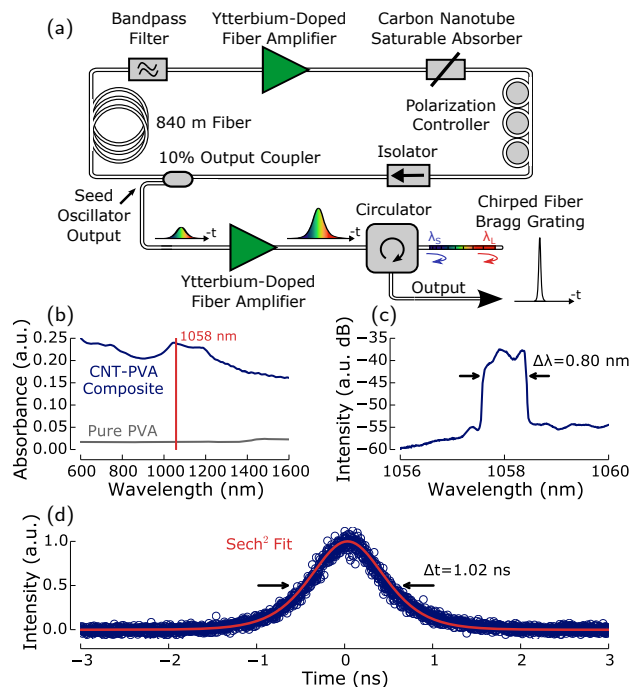 (a)
Bandpass
Filter
Ytterbium-Doped
Fiber Amplifier
Carbon Nanotube
Saturable Absorber
840 m Fiber
Polarization
Controller
10% Output Coupler
Isolator
Seed
Oscillator
Output
-t
-t
Circulator
Chirped Fiber
Bragg Grating
λS
λL
-t
Ytterbium-Doped
Fiber Amplifier
Output
(b)
1058 nm
CNT-PVA
Composite
Pure PVA
Absorbance (a.u.)
0.25
0.20
0.15
0.10
0.05
0.00
600 800 1000 1200 1400 1600
Wavelength (nm)
(c)
Δλ=0.80 nm
Intensity (a.u. dB)
−35
−40
−45
−50
−55
−60
1056 1058 1060
Wavelength (nm)
(d)
Sech² Fit
Δt=1.02 ns
Intensity (a.u.)
1.0
0.5
0.0
−3 −2 −1 0 1 2 3
Time (ns)